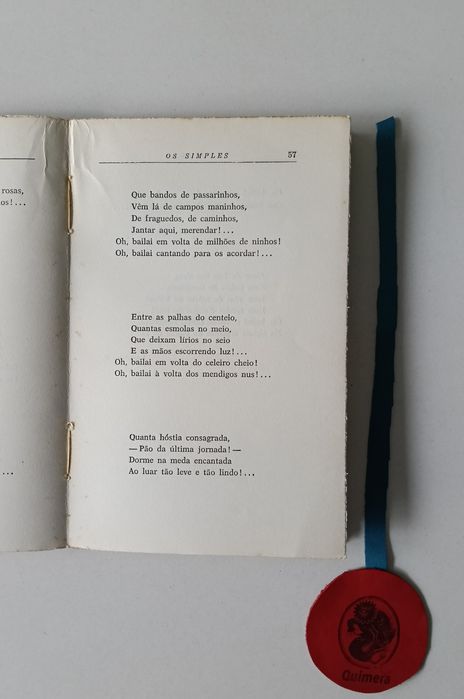 rosas,
os!...
...
OS SIMPLES 57
Que bandos de passarinhos,
Vêm lá de campos maninhos,
De fraguedos, de caminhos,
Jantar aqui, merendar!...
Oh, bailai em volta de milhões de ninhos!
Oh, bailai cantando para os acordar!...
Entre as palhas do centeio,
Quantas esmolas no meio,
Que deixam lírios no seio
E as mãos escorrendo luz!...
Oh, bailai em volta do celeiro cheio!
Oh, bailai à volta dos mendigos nus!...
Quanta hóstia consagrada,
— Pão da última jornada! —
Dorme na meda encantada
Ao luar tão leve e tão lindo!...
Quimera